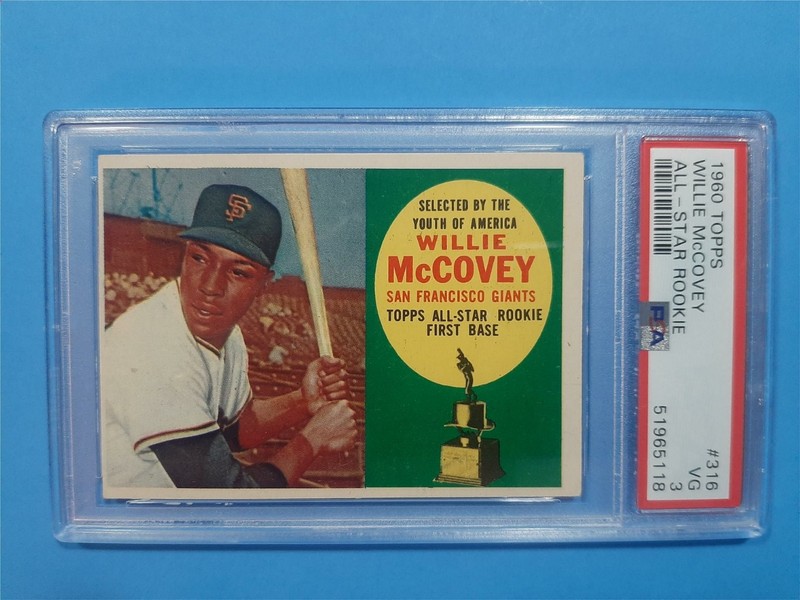 SF
SELECTED BY THE
YOUTH OF AMERICA
WILLIE
McCOVEY
SAN FRANCISCO GIANTS
TOPPS ALL-STAR ROOKIE
FIRST BASE
1960 TOPPS
WILLIE McCOVEY
ALL - STAR ROOKIE
PSA
#316
VG
3
51965118